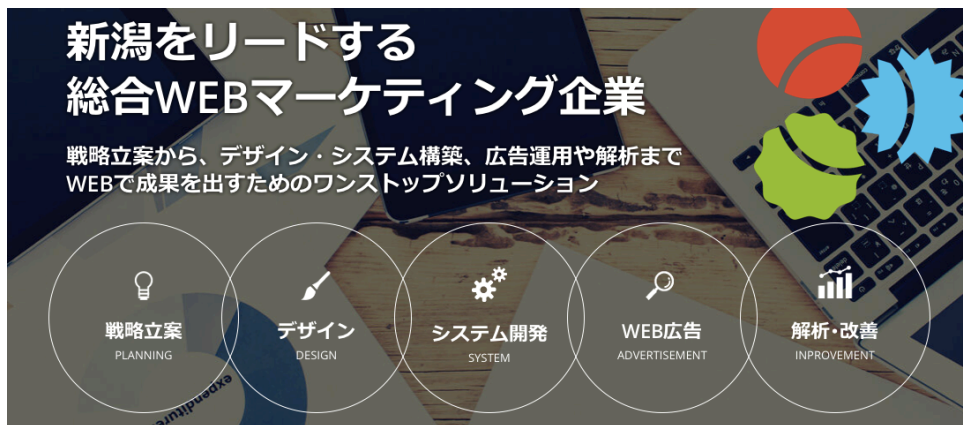 新潟をリードする
総合WEBマーケティング企業
戦略立案から、デザイン・システム構築、広告運用や解析まで
WEBで成果を出すためのワンストップソリューション
戦略立案
PLANNING
デザイン
DESIGN
システム開発
SYSTEM
WEB広告
ADVERTISEMENT
解析・改善
INPROVEMENT
expenditure